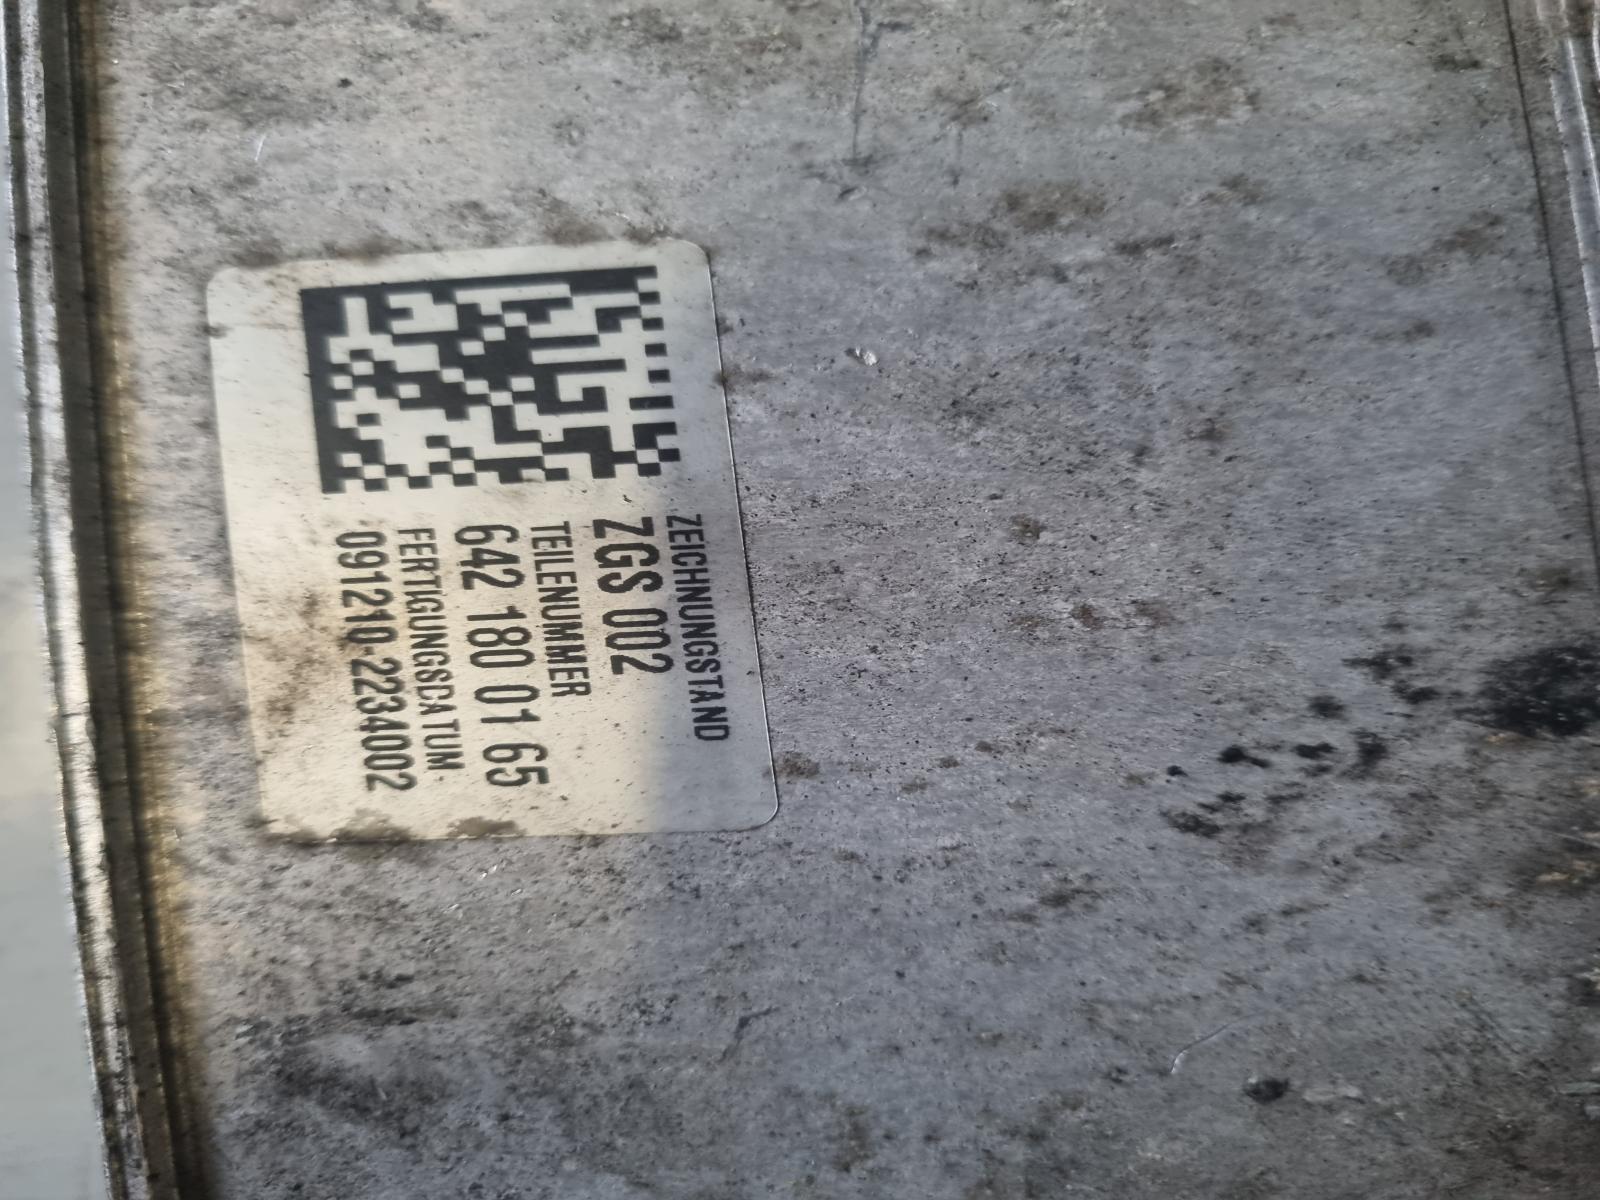 ZEICHNUNGSTAND
ZGS 002
TEILENUMMER
642 180 01 65
FERTIGUNGSDATUM
091210-2234002